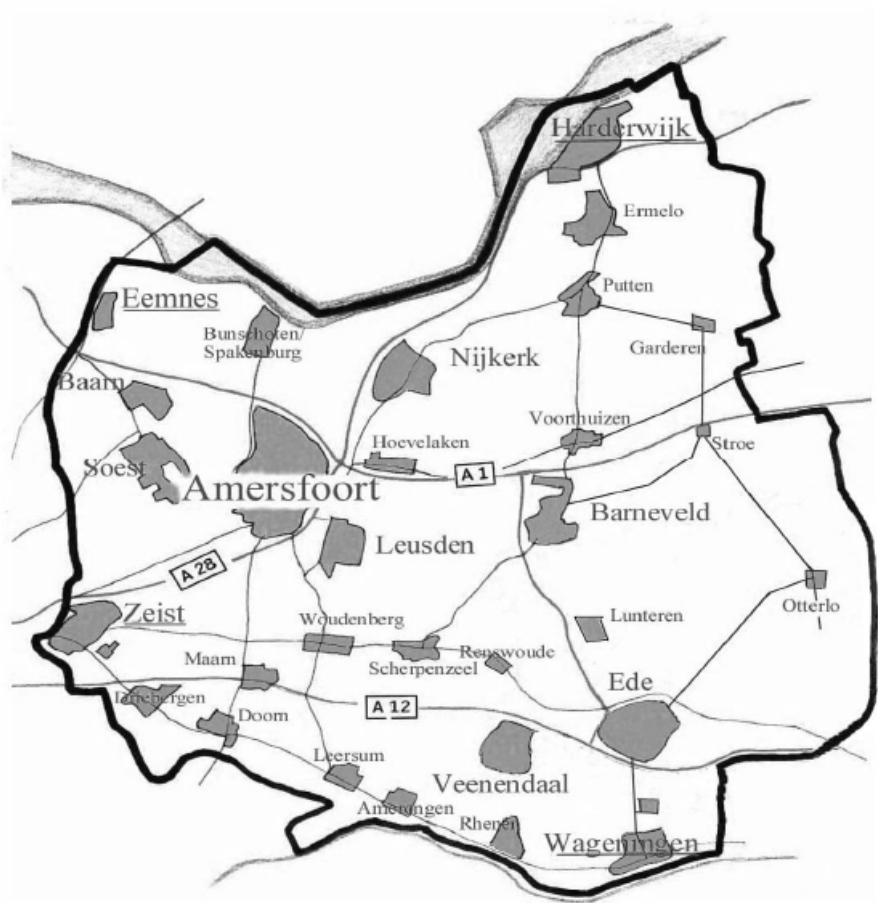 Harderwijk
Ermelo
Putten
Eemnes
Bunschoten/
Spakenburg
Garderen
Nijkerk
Baarn
Voorthuizen
Hoevelaken
Stroe
Soest
A 1
Amersfoort
Barneveld
Leusden
A 28
Zeist
Otterlo
Lunteren
Woudenberg
Renswoude
Scherpenzeel
Maarn
Ede
Driebergen
A 12
Doorn
Leersum
Veenendaal
Amerongen
Rhenen
Wageningen